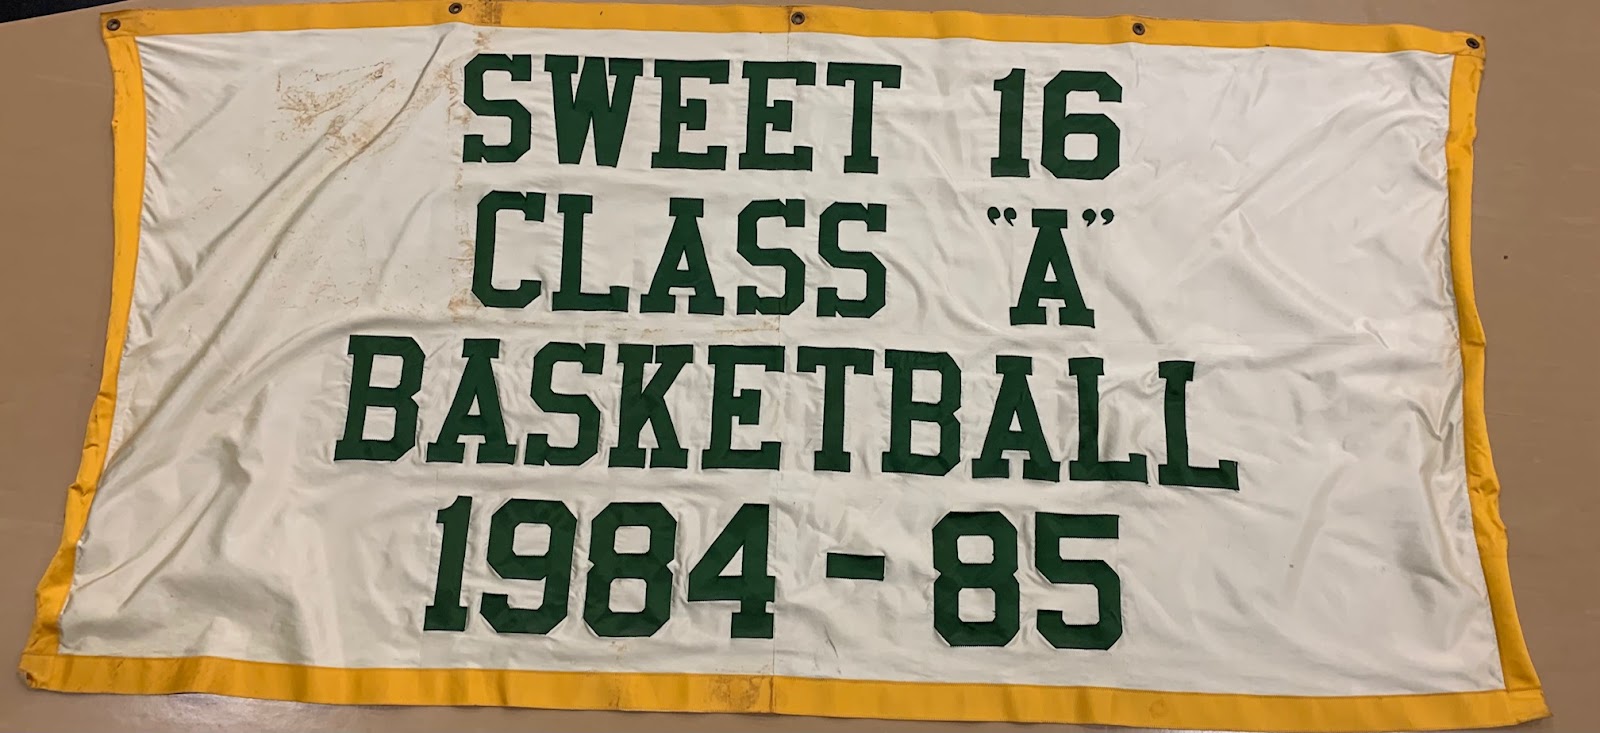 SWEET 16
CLASS “A”
BASKETBALL
1984-85